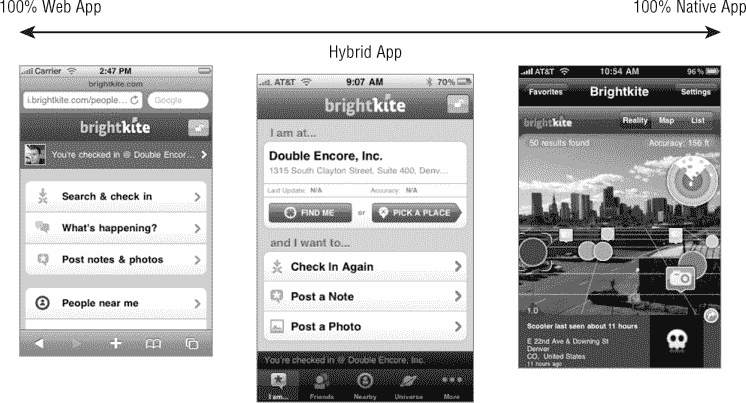 100% Web App
100% Native App
Hybrid App
Carrier 2:47 PM
brightkite.com
i.brightkite.com/people... Google
brightkite
You're checked in @ Double Encor...
Search & check in
What's happening?
Post notes & photos
People near me
AT&T 9:07 AM 70%
brightkite
I am at...
Double Encore, Inc.
1315 South Clayton Street, Suite 400, Denv...
Last Update: N/A Accuracy: N/A
FIND ME or PICK A PLACE
and I want to...
Check In Again
Post a Note
Post a Photo
You're checked in @ Double Encore, Inc.
I am... Friends Nearby Universe More
AT&T 10:54 AM 96%
Favorites Brightkite Settings
brightkite Reality Map List
50 results found Accuracy: 156 ft
1.0
Scooter last seen about 11 hours
E 22nd Ave & Downing St
Denver
CO, United States
11 hours ago